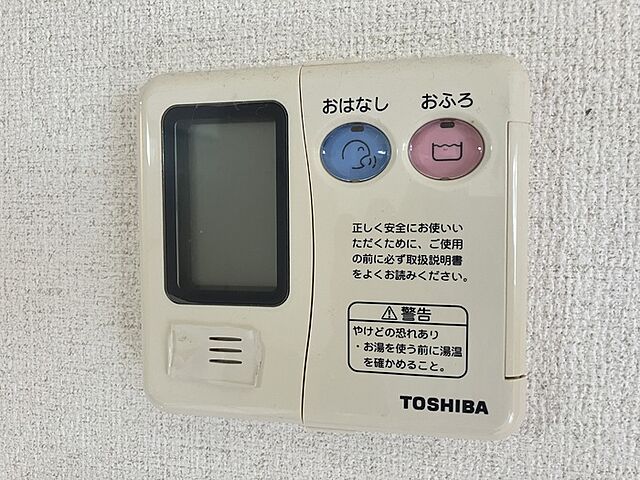 おはなし おふろ
正しく安全にお使いい
ただくために、ご使用
の前に必ず取扱説明書
をよくお読みください。
⚠警告
やけどの恐れあり
・お湯を使う前に湯温
を確かめること。
TOSHIBA